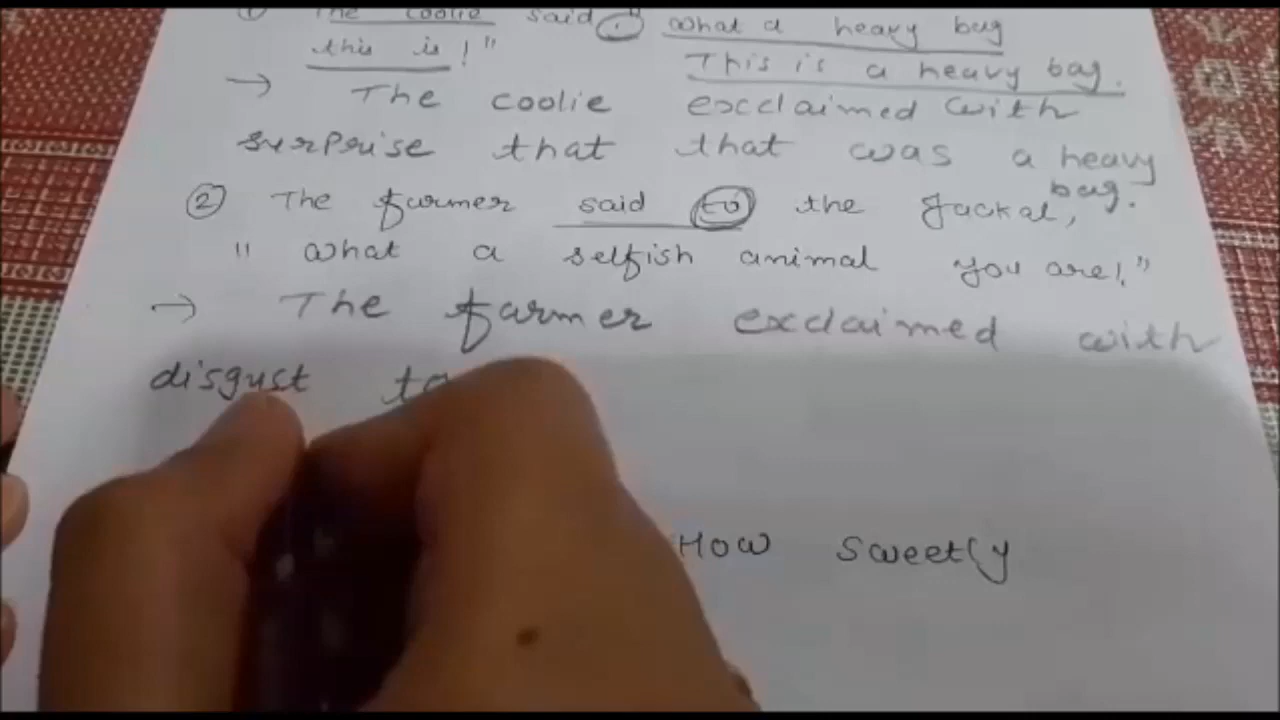 ① The coolie said, "What a heavy bag
this is!"
This is a heavy bag.
→ The coolie exclaimed with
surprise that that was a heavy
bag.
② The farmer said to the Jackal,
"What a selfish animal you are!"
→ The farmer exclaimed with
disgust to
How sweetly